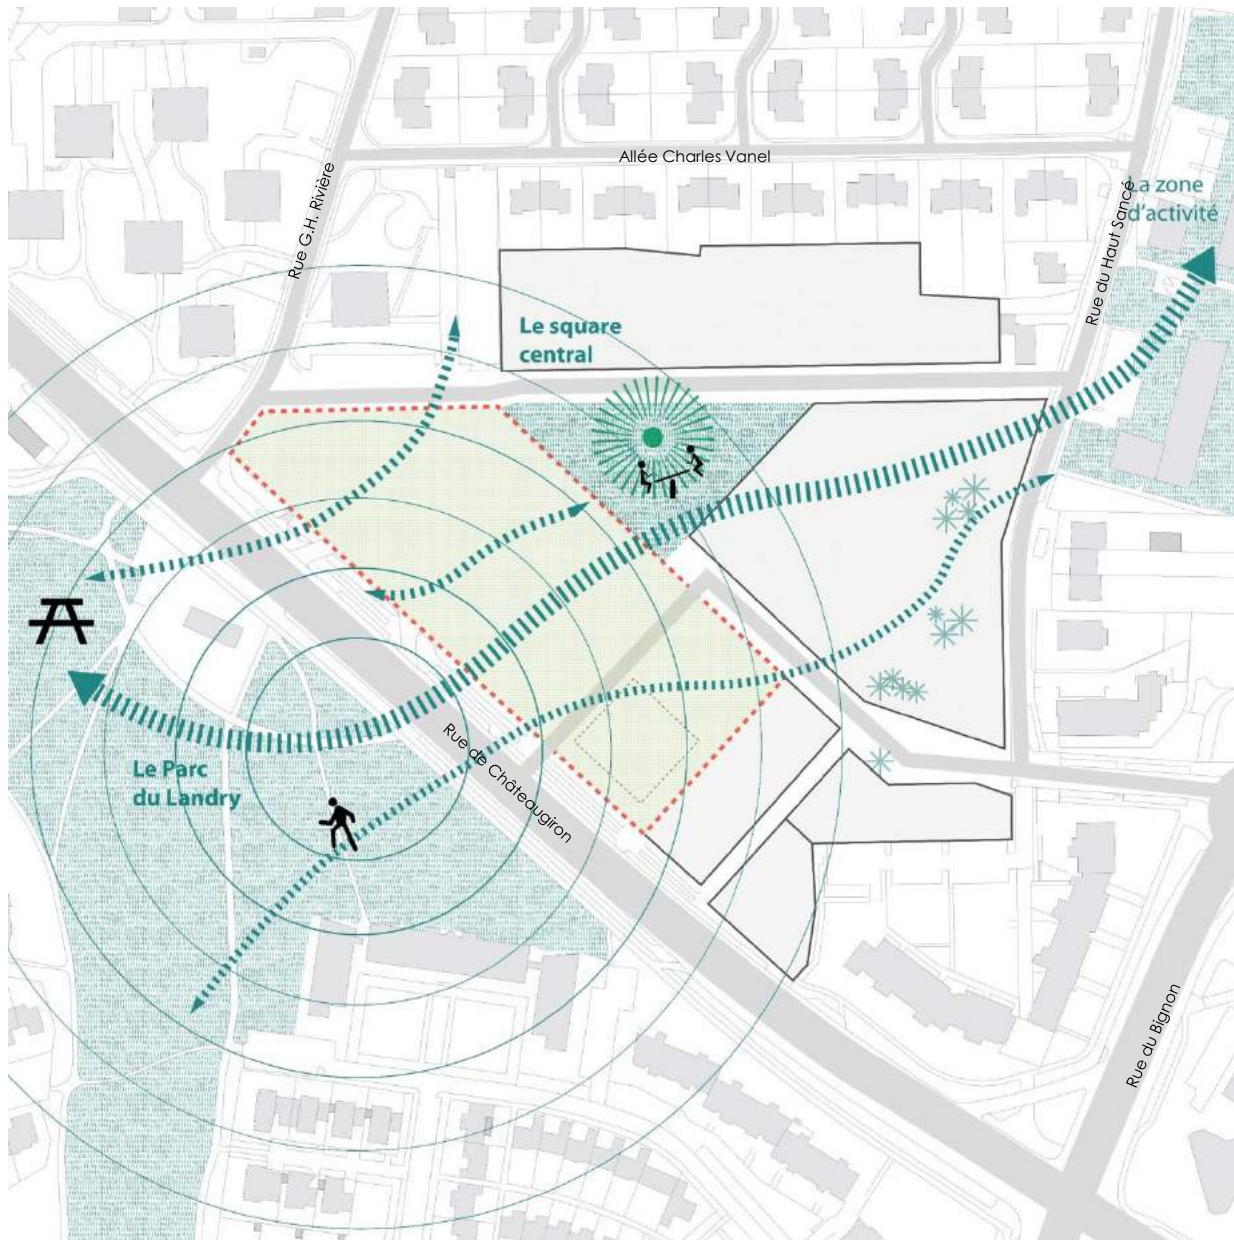 Allée Charles Vanel
Rue G.H. Rivière
La zone
d'activité
Rue du Haut Sancé
Le square
central
Rue de Châteaugiron
Le Parc
du Landry
Rue du Bignon